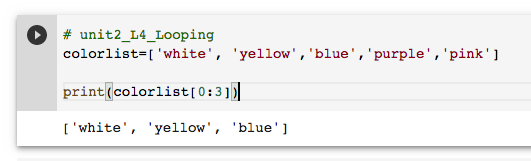 # unit2_L4_Looping
colorlist=['white', 'yellow','blue','purple','pink']
print(colorlist[0:3])
['white', 'yellow', 'blue']